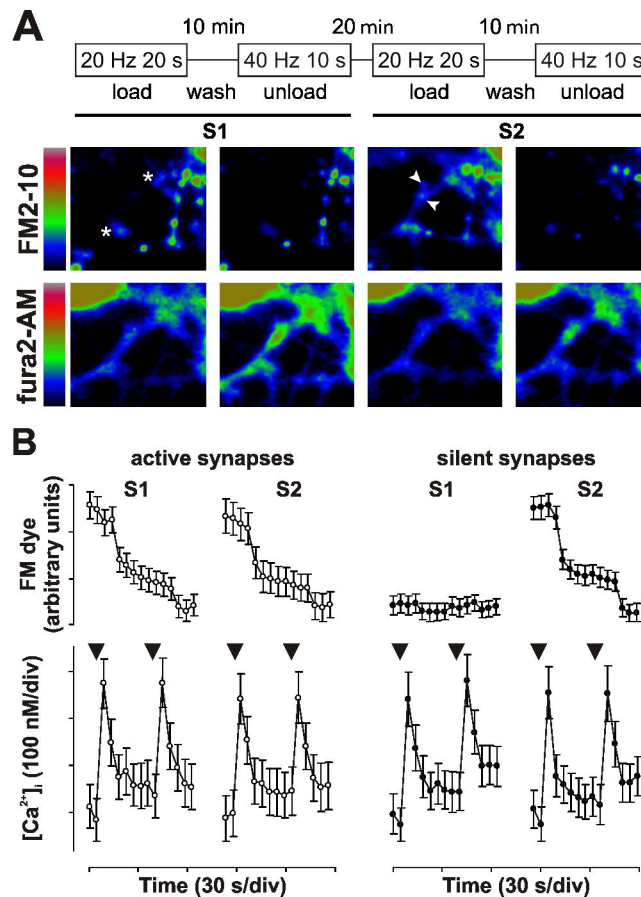 A
10 min 20 min 10 min
20 Hz 20 s 40 Hz 10 s 20 Hz 20 s 40 Hz 10 s
load wash unload load wash unload
S1 S2
FM2-10
* *
fura2-AM
B
active synapses silent synapses
S1 S2 S1 S2
FM dye
(arbitrary units)
[Ca²⁺]ᵢ (100 nM/div)
Time (30 s/div) Time (30 s/div)